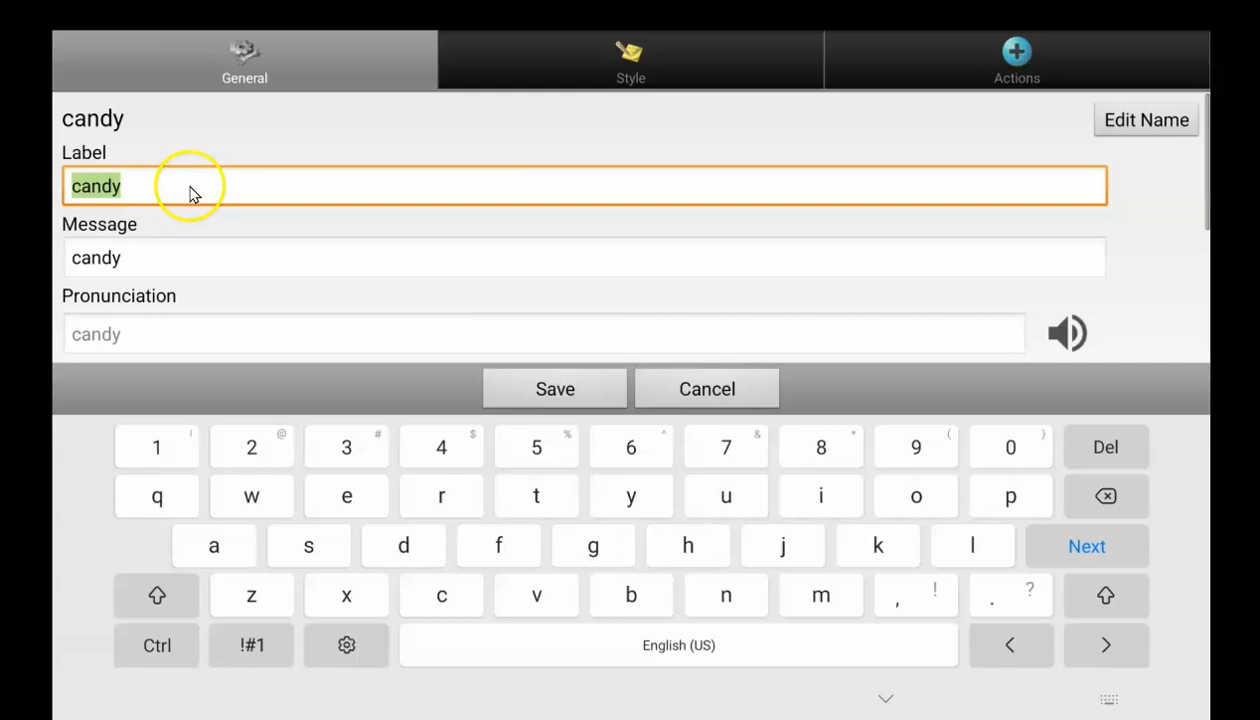 General Style Actions
candy Edit Name
Label
candy
Message
candy
Pronunciation
candy
Save Cancel
1 ! 2 @ 3 # 4 $ 5 % 6 ^ 7 & 8 * 9 ( 0 ) Del
q w e r t y u i o p
a s d f g h j k l Next
z x c v b n m , ! . ?
Ctrl !#1 English (US) < >